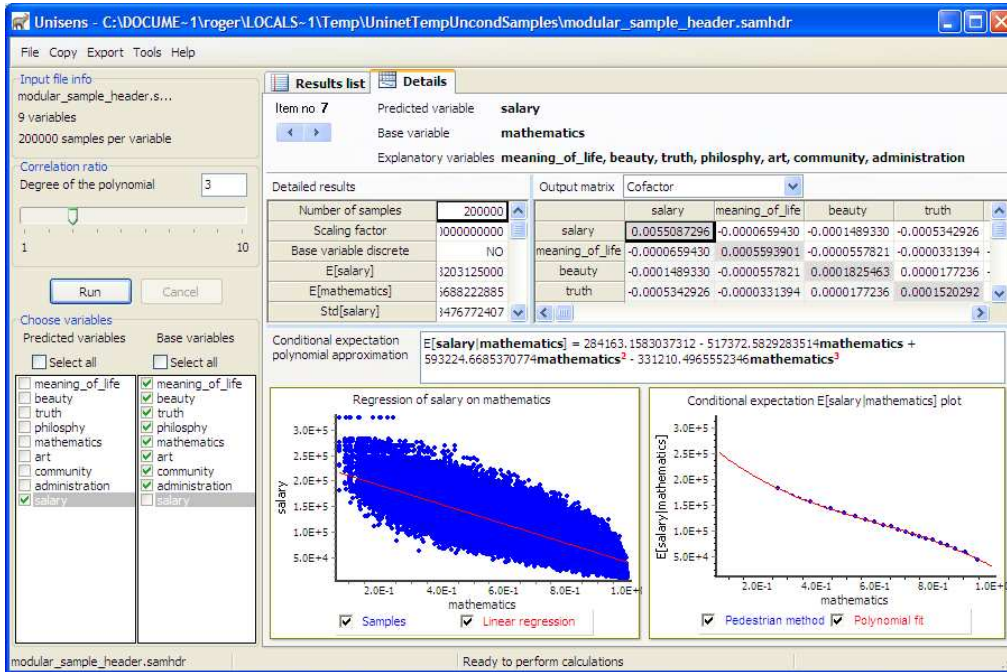 Unisens - C:\DOCUME~1\roger\LOCALS~1\Temp\UninetTempUncondSamples\modular_sample_header.samhdr
File Copy Export Tools Help
Input file info
modular_sample_header.s...
9 variables
200000 samples per variable
Correlation ratio
Degree of the polynomial 3
1 10
Run Cancel
Choose variables
Predicted variables Base variables
Select all Select all
meaning_of_life meaning_of_life
beauty beauty
truth truth
philosphy philosphy
mathematics mathematics
art art
community community
administration administration
salary salary
Results list Details
Item no 7 Predicted variable salary
Base variable mathematics
Explanatory variables meaning_of_life, beauty, truth, philosphy, art, community, administration
Detailed results Output matrix Cofactor
Number of samples 200000
Scaling factor 0000000000
Base variable discrete NO
E[salary] 3203125000
E[mathematics] 5688222885
Std[salary] 3476772407
salary meaning_of_life beauty truth
salary 0.0055087296 -0.0000659430 -0.0001489330 -0.0005342926
meaning_of_life -0.0000659430 0.0005593901 -0.0000557821 -0.0000331394 -
beauty -0.0001489330 -0.0000557821 0.0001825463 0.0000177236 -
truth -0.0005342926 -0.0000331394 0.0000177236 0.0001520292 -
Conditional expectation
polynomial approximation
E[salary|mathematics] = 284163.1583037312 - 517372.5829283514mathematics +
593224.6685370774mathematics² - 331210.4965552346mathematics³
Regression of salary on mathematics
salary
3.0E+5
2.5E+5
2.0E+5
1.5E+5
1.0E+5
5.0E+4
2.0E-1 4.0E-1 6.0E-1 8.0E-1 1.0E+0
mathematics
Samples Linear regression
Conditional expectation E[salary|mathematics] plot
E[salary|mathematics]
3.0E+5
2.5E+5
2.0E+5
1.5E+5
1.0E+5
5.0E+4
2.0E-1 4.0E-1 6.0E-1 8.0E-1 1.0E+
mathematics
Pedestrian method Polynomial fit
modular_sample_header.samhdr Ready to perform calculations